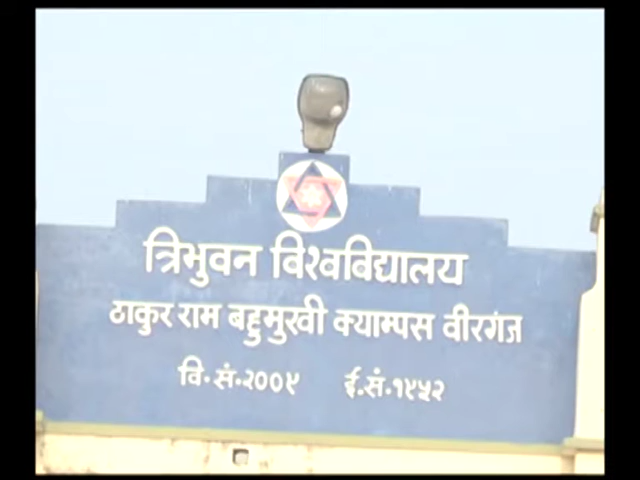 त्रिभुवन विश्वविद्यालय
ठाकुर राम बहुमुखी क्याम्पस वीरगंज
वि.सं.२००९ ई.सं.१९५२